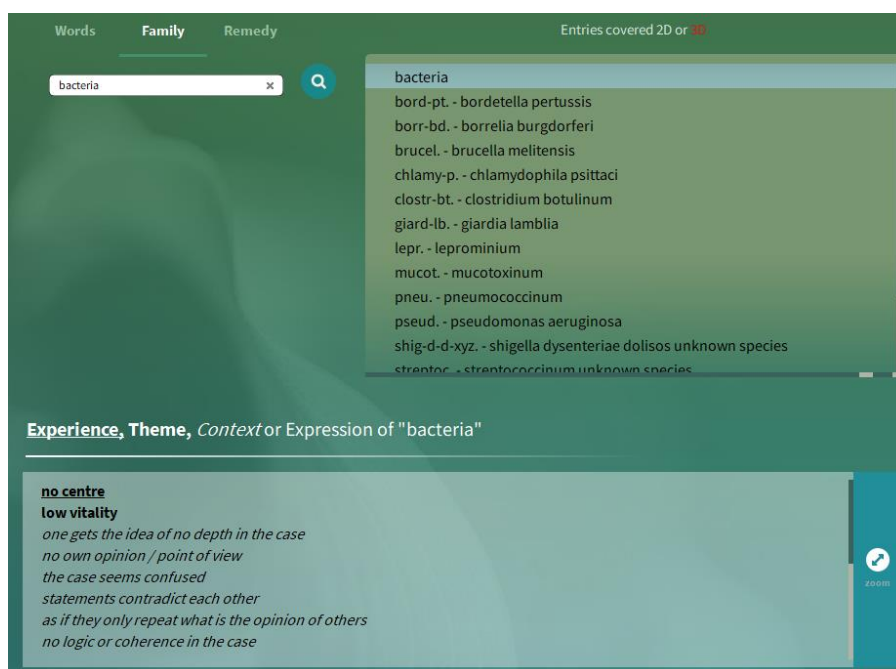 Words Family Remedy
Entries covered 2D or 3D
bacteria
bacteria
bord-pt. - bordetella pertussis
borr-bd. - borrelia burgdorferi
brucel. - brucella melitensis
chlamy-p. - chlamydophila psittaci
clostr-bt. - clostridium botulinum
giard-lb. - giardia lamblia
lepr. - leprominium
mucot. - mucotoxinum
pneu. - pneumococcinum
pseud. - pseudomonas aeruginosa
shig-d-d-xyz. - shigella dysenteriae dolisos unknown species
streptoc. - streptococcinum unknown species
Experience, Theme, Context or Expression of "bacteria"
no centre
low vitality
one gets the idea of no depth in the case
no own opinion / point of view
the case seems confused
statements contradict each other
as if they only repeat what is the opinion of others
no logic or coherence in the case
zoom